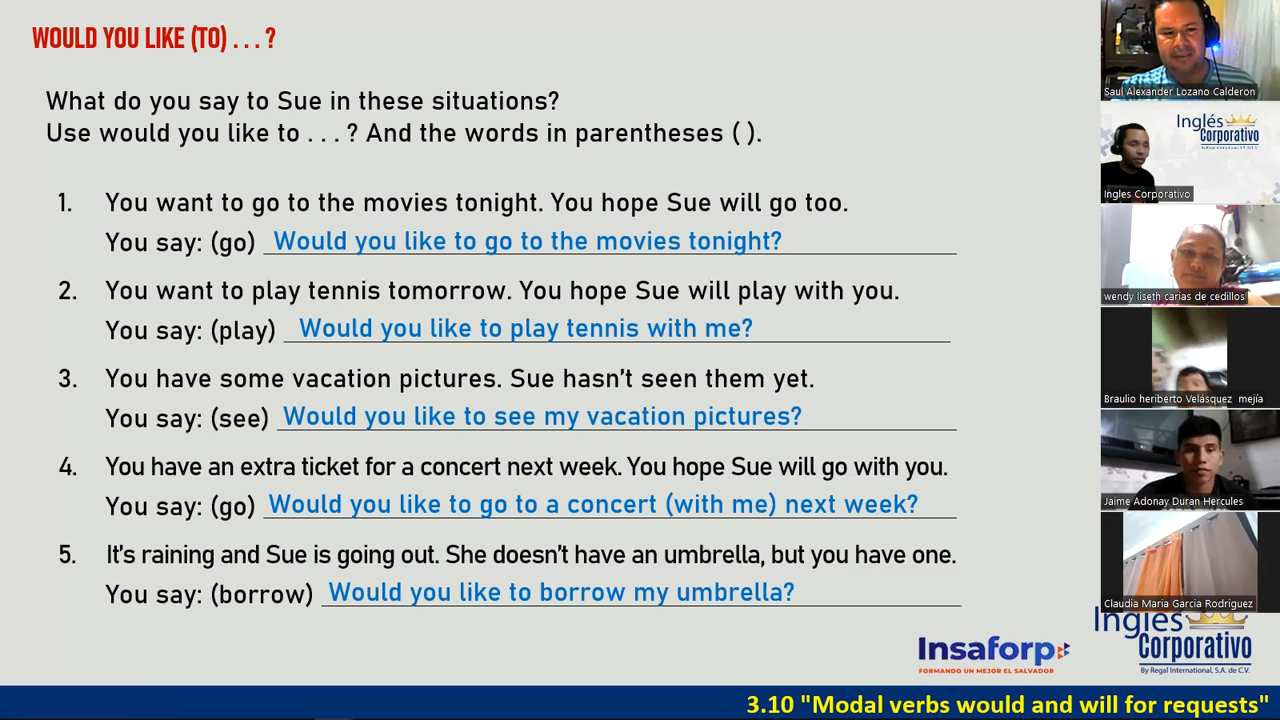 WOULD YOU LIKE (TO) . . . ?
What do you say to Sue in these situations?
Use would you like to . . . ? And the words in parentheses ( ).
1. You want to go to the movies tonight. You hope Sue will go too.
You say: (go) Would you like to go to the movies tonight?
2. You want to play tennis tomorrow. You hope Sue will play with you.
You say: (play) Would you like to play tennis with me?
3. You have some vacation pictures. Sue hasn't seen them yet.
You say: (see) Would you like to see my vacation pictures?
4. You have an extra ticket for a concert next week. You hope Sue will go with you.
You say: (go) Would you like to go to a concert (with me) next week?
5. It's raining and Sue is going out. She doesn't have an umbrella, but you have one.
You say: (borrow) Would you like to borrow my umbrella?
Saul Alexander Lozano Calderon
Inglés
Corporativo
By Regal International, S.A. de C.V.
Ingles Corporativo
wendy liseth carias de cedillos
Braulio heriberto Velásquez mejía
Jaime Adonay Duran Hercules
Claudia Maria Garcia Rodriguez
Insaforp
FORMANDO UN MEJOR EL SALVADOR
Inglés
Corporativo
By Regal International, S.A. de C.V.
3.10 "Modal verbs would and will for requests"